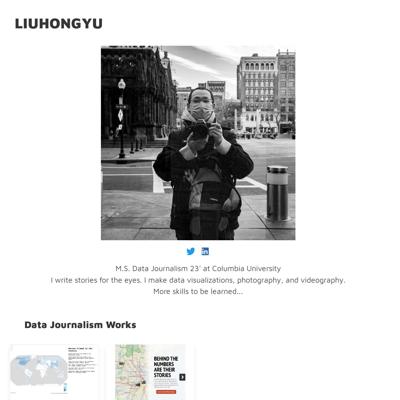 LIUHONGYU
M.S. Data Journalism 23' at Columbia University
I write stories for the eyes. I make data visualizations, photography, and videography.
More skills to be learned...
Data Journalism Works
BEHIND THE
NUMBERS
ARE THEIR
STORIES